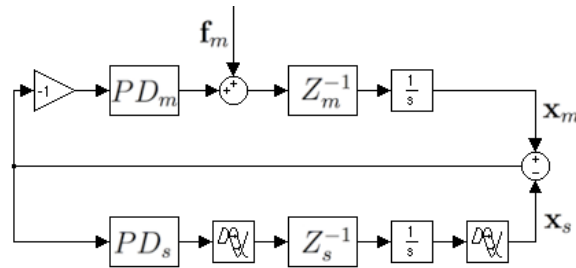 f_m
-1
PD_m
+
+
Z_m^{-1}
1/s
x_m
+
−
PD_s
Z_s^{-1}
1/s
x_s